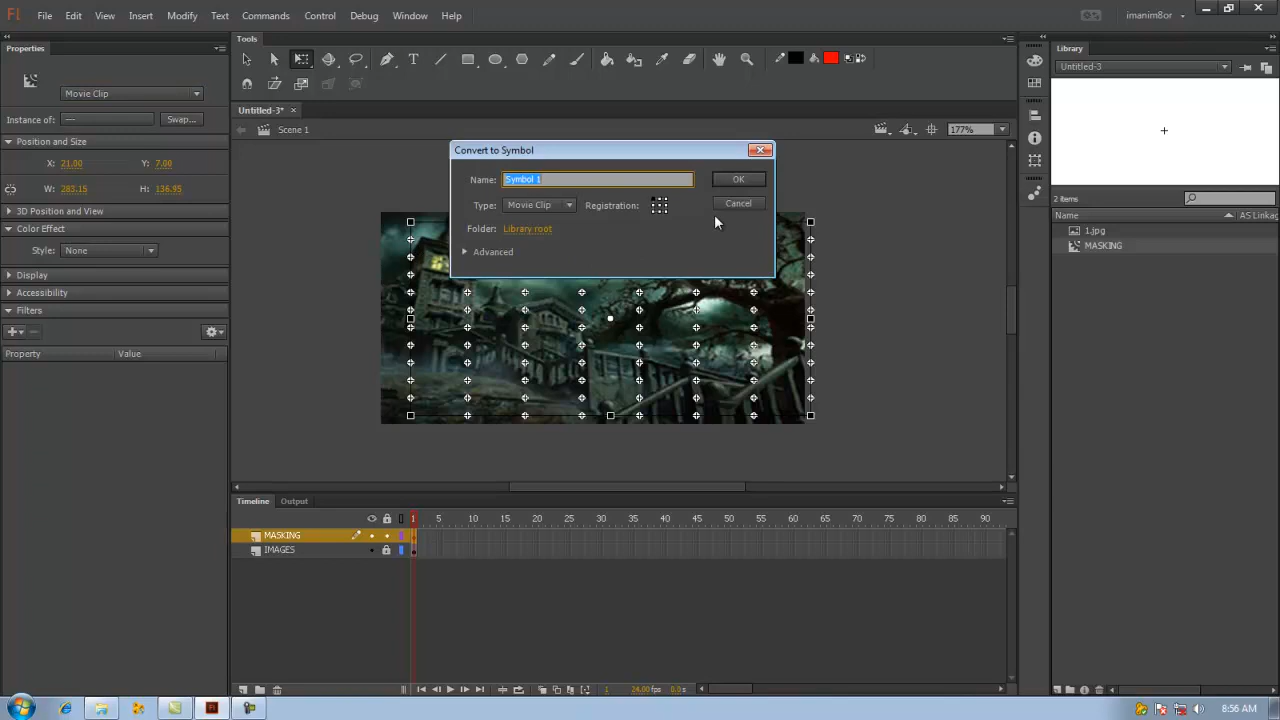 Fl File Edit View Insert Modify Text Commands Control Debug Window Help imanim8or
Properties
Movie Clip
Instance of: — Swap...
Position and Size
X: 21.00 Y: 7.00
W: 283.15 H: 136.95
3D Position and View
Color Effect
Style: None
Display
Accessibility
Filters
Property Value
Tools
Untitled-3*
Scene 1
177%
Convert to Symbol
Name: Symbol 1 OK
Type: Movie Clip Registration: Cancel
Folder: Library root
Advanced
Library
Untitled-3
2 items
Name AS Linkag
1.jpg
MASKING
Timeline Output
1 5 10 15 20 25 30 35 40 45 50 55 60 65 70 75 80 85 90
MASKING
IMAGES
1 24.00fps 0.0s
8:56 AM